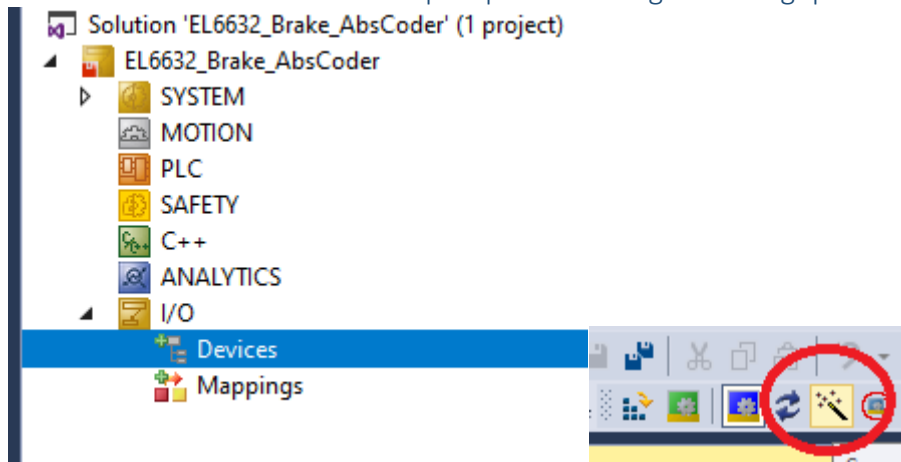 Solution 'EL6632_Brake_AbsCoder' (1 project)
EL6632_Brake_AbsCoder
SYSTEM
MOTION
PLC
SAFETY
C++
ANALYTICS
I/O
Devices
Mappings